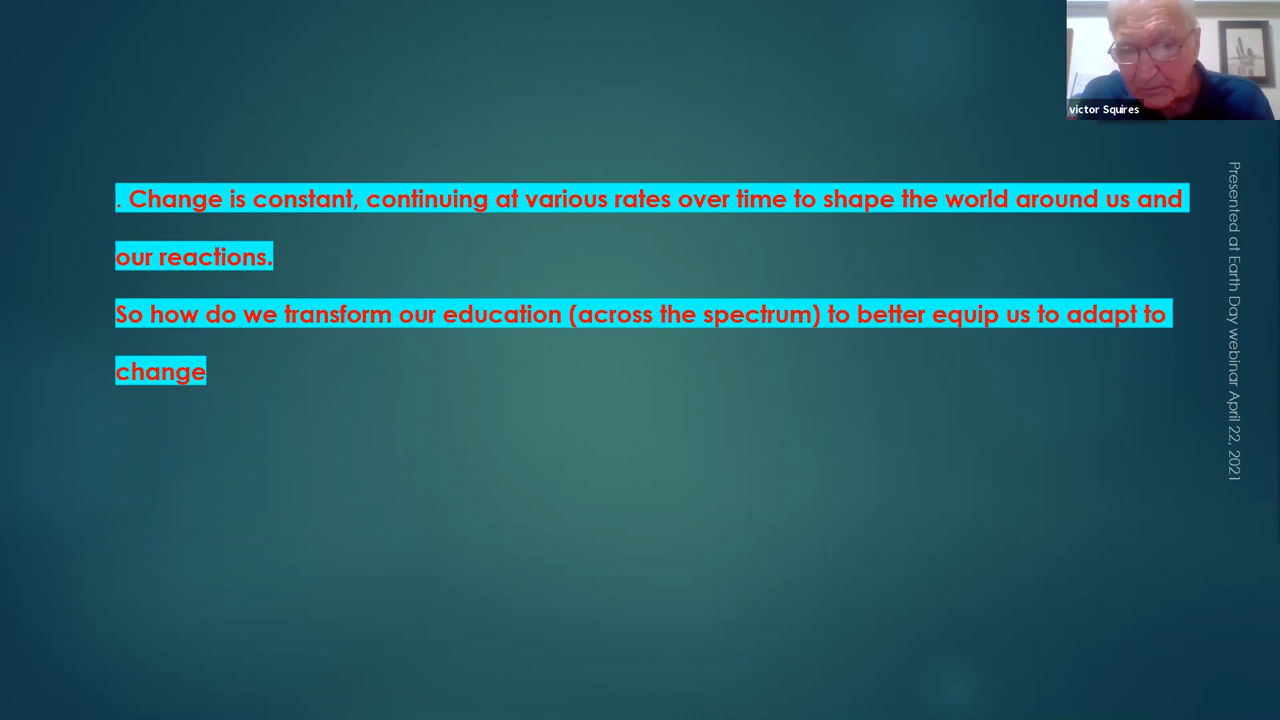 victor Squires
. Change is constant, continuing at various rates over time to shape the world around us and
our reactions.
So how do we transform our education (across the spectrum) to better equip us to adapt to
change
Presented at Earth Day webinar April 22, 2021